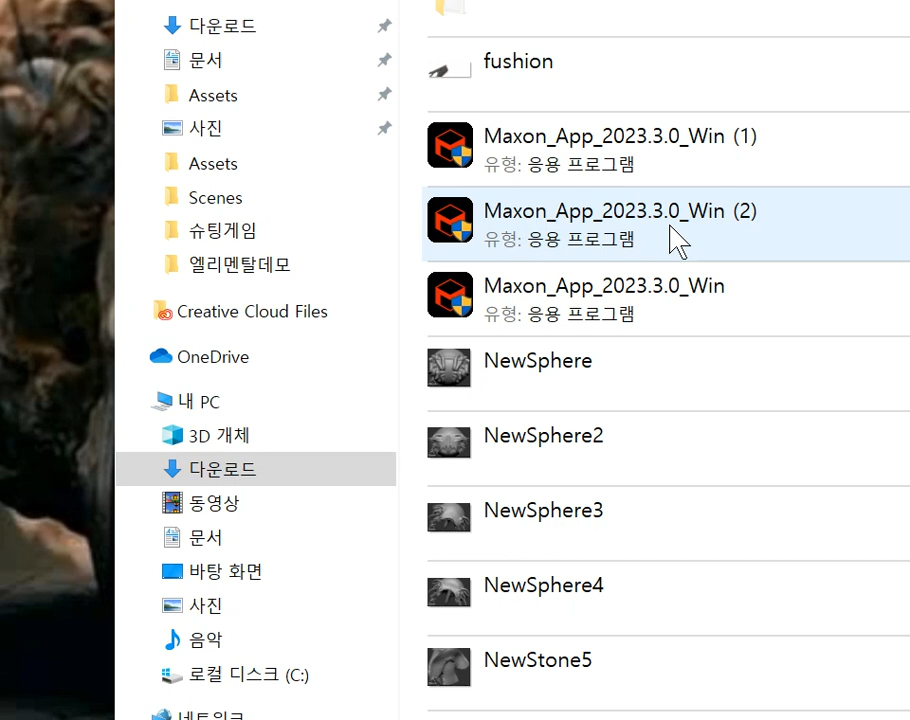 다운로드
문서
Assets
사진
Assets
Scenes
슈팅게임
엘리멘탈데모
Creative Cloud Files
OneDrive
내 PC
3D 개체
다운로드
동영상
문서
바탕 화면
사진
음악
로컬 디스크 (C:)
네트워크
fushion
Maxon_App_2023.3.0_Win (1)
유형: 응용 프로그램
Maxon_App_2023.3.0_Win (2)
유형: 응용 프로그램
Maxon_App_2023.3.0_Win
유형: 응용 프로그램
NewSphere
NewSphere2
NewSphere3
NewSphere4
NewStone5